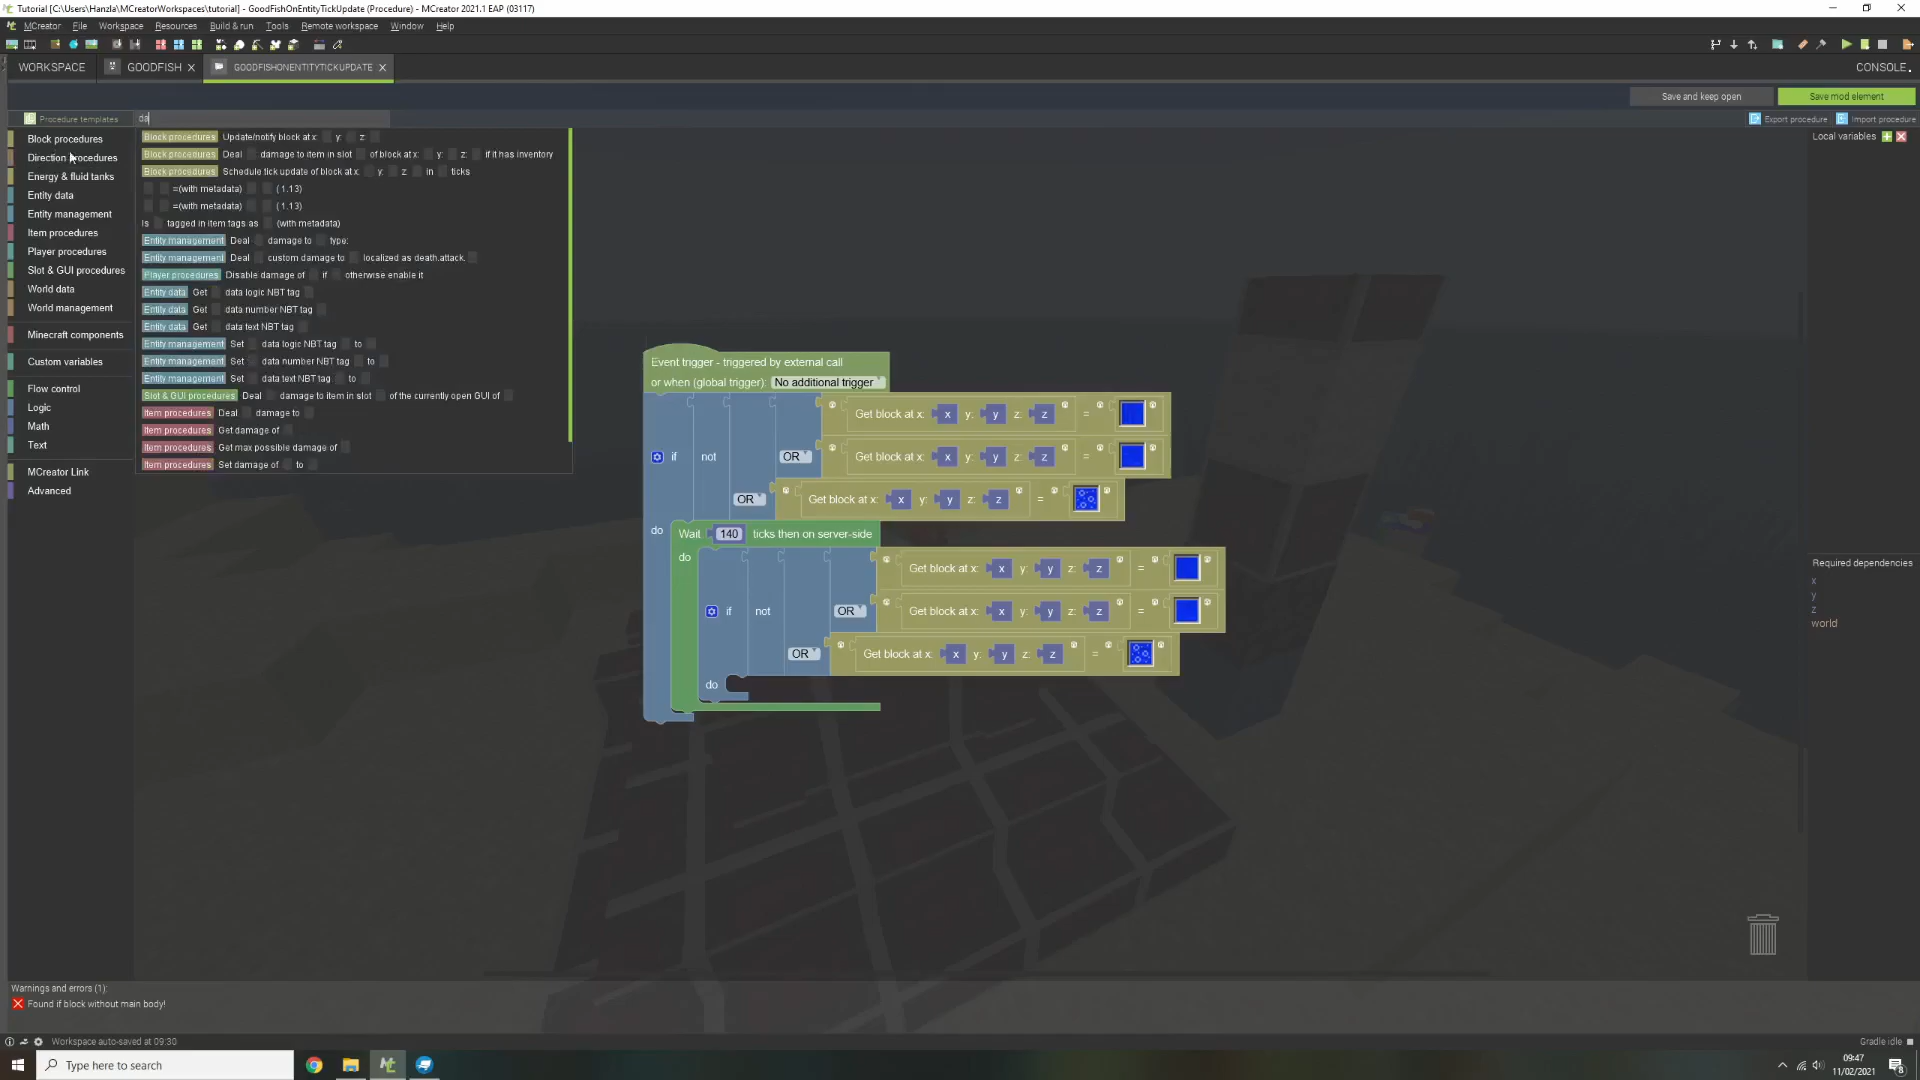 Tutorial [C:\Users\Hanzla\MCreatorWorkspaces\tutorial] - GoodFishOnEntityTickUpdate (Procedure) - MCreator 2021.1 EAP (03117)
MCreator File Workspace Resources Build & run Tools Remote workspace Window Help
WORKSPACE GOODFISH GOODFISHONENTITYTICKUPDATE CONSOLE
Save and keep open Save mod element
Procedure templates da Export procedure Import procedure
Block procedures
Direction procedures
Energy & fluid tanks
Entity data
Entity management
Item procedures
Player procedures
Slot & GUI procedures
World data
World management
Minecraft components
Custom variables
Flow control
Logic
Math
Text
MCreator Link
Advanced
Block procedures Update/notify block at x: y: z:
Block procedures Deal damage to item in slot of block at x: y: z: if it has inventory
Block procedures Schedule tick update of block at x: y: z: in ticks
=(with metadata) (1.13)
=(with metadata) (1.13)
Is tagged in item tags as (with metadata)
Entity management Deal damage to type:
Entity management Deal custom damage to localized as death.attack.
Player procedures Disable damage of if otherwise enable it
Entity data Get data logic NBT tag
Entity data Get data number NBT tag
Entity data Get data text NBT tag
Entity management Set data logic NBT tag to
Entity management Set data number NBT tag to
Entity management Set data text NBT tag to
Slot & GUI procedures Deal damage to item in slot of the currently open GUI of
Item procedures Deal damage to
Item procedures Get damage of
Item procedures Get max possible damage of
Item procedures Set damage of to
Event trigger - triggered by external call
or when (global trigger): No additional trigger
Get block at x: x y: y z: z =
if not OR Get block at x: x y: y z: z =
OR Get block at x: x y: y z: z =
do Wait 140 ticks then on server-side
do
Get block at x: x y: y z: z =
if not OR Get block at x: x y: y z: z =
OR Get block at x: x y: y z: z =
do
Local variables
Required dependencies
x
y
z
world
Warnings and errors (1):
Found if block without main body!
Workspace auto-saved at 09:30 Gradle idle
Type here to search
09:47
11/02/2021